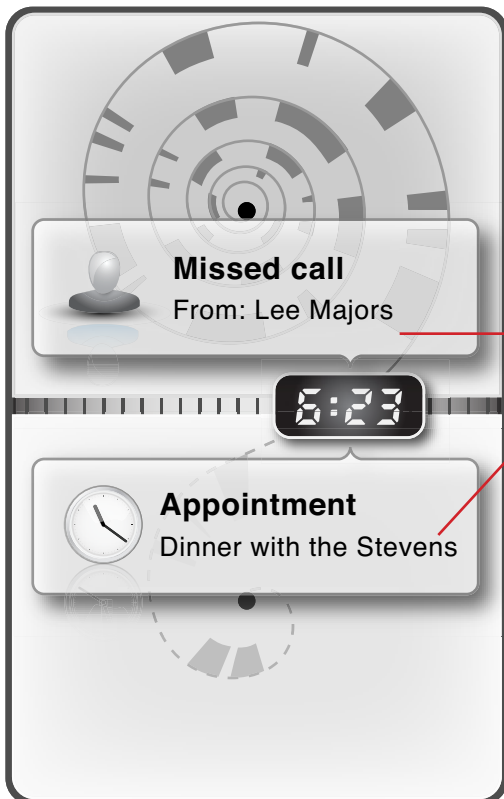 Missed call
From: Lee Majors
6:23
Appointment
Dinner with the Stevens